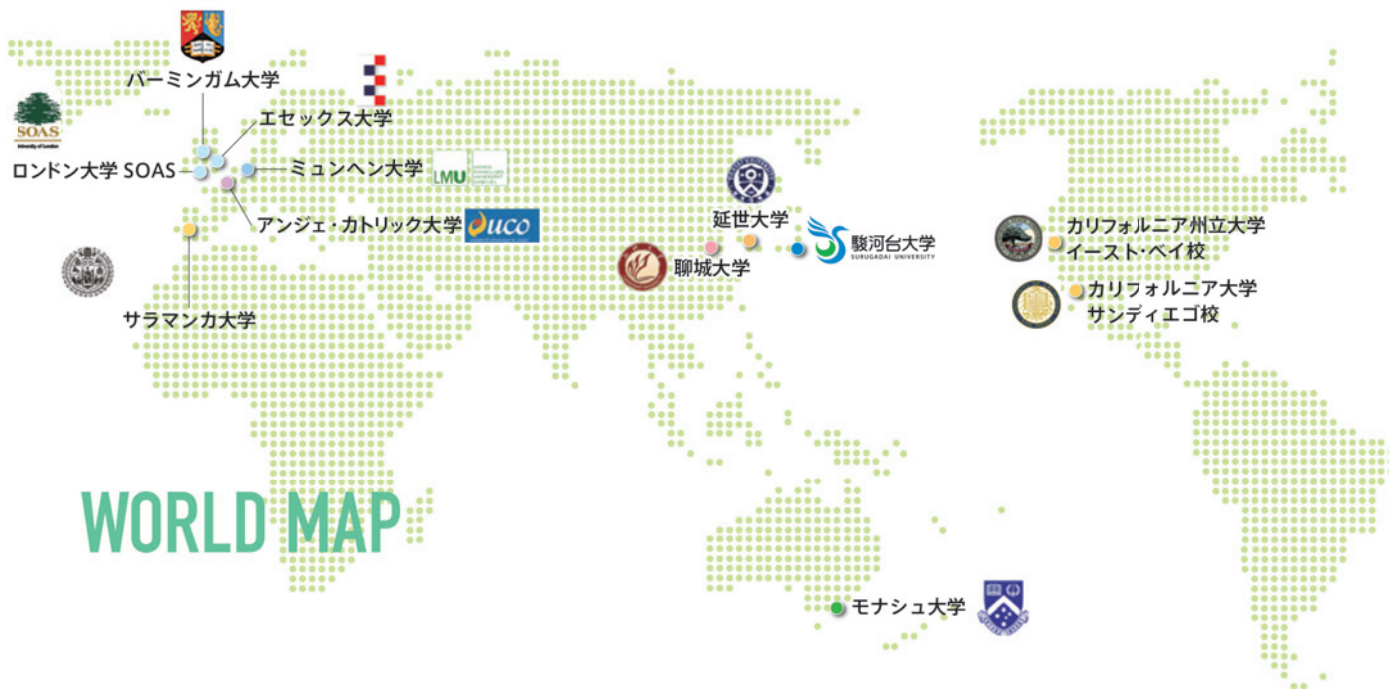 バーミンガム大学
エセックス大学
SOAS
University of London
ロンドン大学 SOAS
ミュンヘン大学
LMU
アンジェ・カトリック大学
uco
サラマンカ大学
延世大学
聊城大学
駿河台大学
SURUGADAI UNIVERSITY
カリフォルニア州立大学
イースト・ベイ校
カリフォルニア大学
サンディエゴ校
WORLD MAP
モナシュ大学